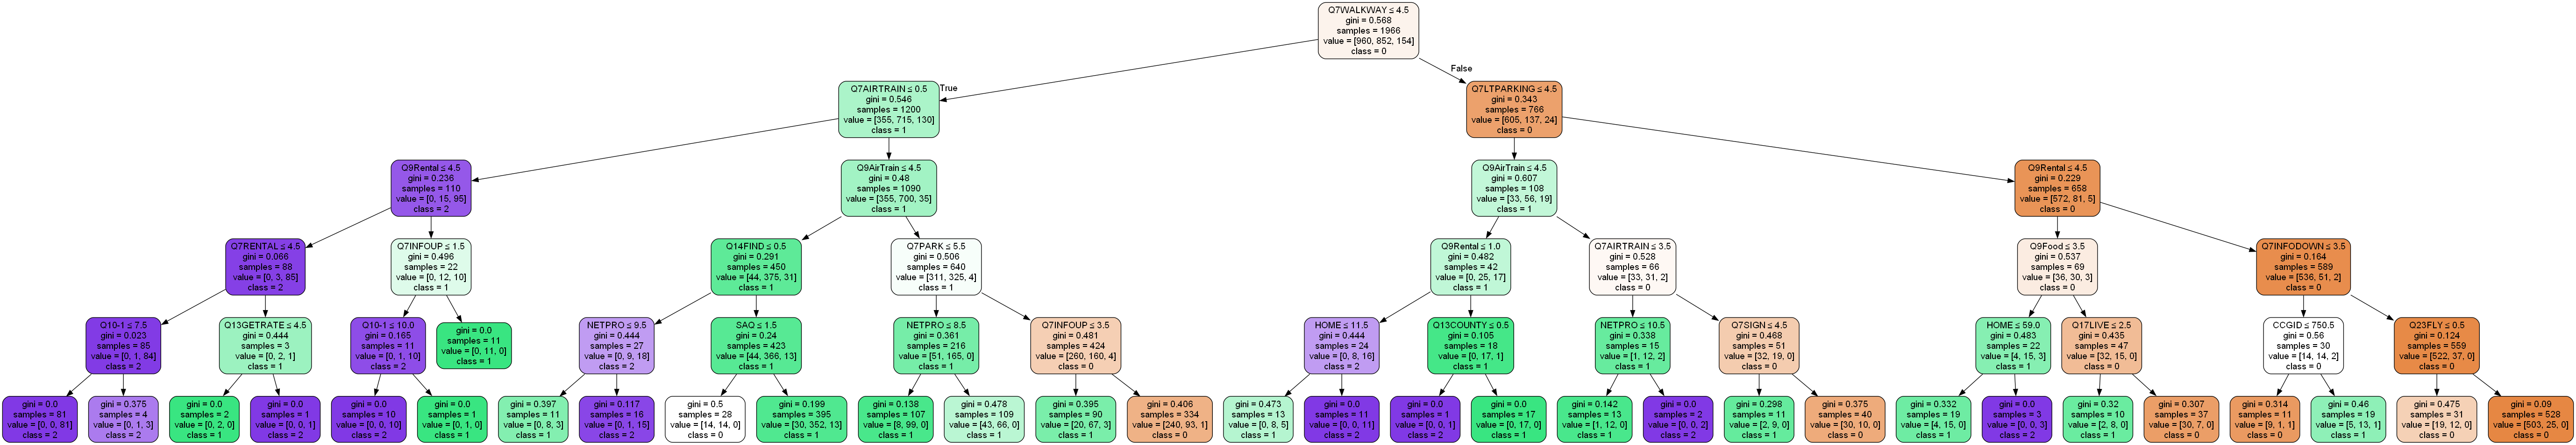 Q7WALKWAY ≤ 4.5
gini = 0.568
samples = 1966
value = [960, 852, 154]
class = 0
True
False
Q7AIRTRAIN ≤ 0.5
gini = 0.546
samples = 1200
value = [355, 715, 130]
class = 1
Q7LTPARKING ≤ 4.5
gini = 0.343
samples = 766
value = [605, 137, 24]
class = 0
Q9Rental ≤ 4.5
gini = 0.236
samples = 110
value = [0, 15, 95]
class = 2
Q9AirTrain ≤ 4.5
gini = 0.48
samples = 1090
value = [355, 700, 35]
class = 1
Q9AirTrain ≤ 4.5
gini = 0.607
samples = 108
value = [33, 56, 19]
class = 1
Q9Rental ≤ 4.5
gini = 0.229
samples = 658
value = [572, 81, 5]
class = 0
Q7RENTAL ≤ 4.5
gini = 0.066
samples = 88
value = [0, 3, 85]
class = 2
Q7INFOUP ≤ 1.5
gini = 0.496
samples = 22
value = [0, 12, 10]
class = 1
Q14FIND ≤ 0.5
gini = 0.291
samples = 450
value = [44, 375, 31]
class = 1
Q7PARK ≤ 5.5
gini = 0.506
samples = 640
value = [311, 325, 4]
class = 1
Q9Rental ≤ 1.0
gini = 0.482
samples = 42
value = [0, 25, 17]
class = 1
Q7AIRTRAIN ≤ 3.5
gini = 0.528
samples = 66
value = [33, 31, 2]
class = 0
Q9Food ≤ 3.5
gini = 0.537
samples = 69
value = [36, 30, 3]
class = 0
Q7INFODOWN ≤ 3.5
gini = 0.164
samples = 589
value = [536, 51, 2]
class = 0
Q10-1 ≤ 7.5
gini = 0.023
samples = 85
value = [0, 1, 84]
class = 2
Q13GETRATE ≤ 4.5
gini = 0.444
samples = 3
value = [0, 2, 1]
class = 1
Q10-1 ≤ 10.0
gini = 0.165
samples = 11
value = [0, 1, 10]
class = 2
gini = 0.0
samples = 11
value = [0, 11, 0]
class = 1
NETPRO ≤ 9.5
gini = 0.444
samples = 27
value = [0, 9, 18]
class = 2
SAQ ≤ 1.5
gini = 0.24
samples = 423
value = [44, 366, 13]
class = 1
NETPRO ≤ 8.5
gini = 0.361
samples = 216
value = [51, 165, 0]
class = 1
Q7INFOUP ≤ 3.5
gini = 0.481
samples = 424
value = [260, 160, 4]
class = 0
HOME ≤ 11.5
gini = 0.444
samples = 24
value = [0, 8, 16]
class = 2
Q13COUNTY ≤ 0.5
gini = 0.105
samples = 18
value = [0, 17, 1]
class = 1
NETPRO ≤ 10.5
gini = 0.338
samples = 15
value = [1, 12, 2]
class = 1
Q7SIGN ≤ 4.5
gini = 0.468
samples = 51
value = [32, 19, 0]
class = 0
HOME ≤ 59.0
gini = 0.483
samples = 22
value = [4, 15, 3]
class = 1
Q17LIVE ≤ 2.5
gini = 0.435
samples = 47
value = [32, 15, 0]
class = 0
CCGID ≤ 750.5
gini = 0.56
samples = 30
value = [14, 14, 2]
class = 0
Q23FLY ≤ 0.5
gini = 0.124
samples = 559
value = [522, 37, 0]
class = 0
gini = 0.0
samples = 81
value = [0, 0, 81]
class = 2
gini = 0.375
samples = 4
value = [0, 1, 3]
class = 2
gini = 0.0
samples = 2
value = [0, 2, 0]
class = 1
gini = 0.0
samples = 1
value = [0, 0, 1]
class = 2
gini = 0.0
samples = 10
value = [0, 0, 10]
class = 2
gini = 0.0
samples = 1
value = [0, 1, 0]
class = 1
gini = 0.397
samples = 11
value = [0, 8, 3]
class = 1
gini = 0.117
samples = 16
value = [0, 1, 15]
class = 2
gini = 0.5
samples = 28
value = [14, 14, 0]
class = 0
gini = 0.199
samples = 395
value = [30, 352, 13]
class = 1
gini = 0.138
samples = 107
value = [8, 99, 0]
class = 1
gini = 0.478
samples = 109
value = [43, 66, 0]
class = 1
gini = 0.395
samples = 90
value = [20, 67, 3]
class = 1
gini = 0.406
samples = 334
value = [240, 93, 1]
class = 0
gini = 0.473
samples = 13
value = [0, 8, 5]
class = 1
gini = 0.0
samples = 11
value = [0, 0, 11]
class = 2
gini = 0.0
samples = 1
value = [0, 0, 1]
class = 2
gini = 0.0
samples = 17
value = [0, 17, 0]
class = 1
gini = 0.142
samples = 13
value = [1, 12, 0]
class = 1
gini = 0.0
samples = 2
value = [0, 0, 2]
class = 2
gini = 0.298
samples = 11
value = [2, 9, 0]
class = 1
gini = 0.375
samples = 40
value = [30, 10, 0]
class = 0
gini = 0.332
samples = 19
value = [4, 15, 0]
class = 1
gini = 0.0
samples = 3
value = [0, 0, 3]
class = 2
gini = 0.32
samples = 10
value = [2, 8, 0]
class = 1
gini = 0.307
samples = 37
value = [30, 7, 0]
class = 0
gini = 0.314
samples = 11
value = [9, 1, 1]
class = 0
gini = 0.46
samples = 19
value = [5, 13, 1]
class = 1
gini = 0.475
samples = 31
value = [19, 12, 0]
class = 0
gini = 0.09
samples = 528
value = [503, 25, 0]
class = 0